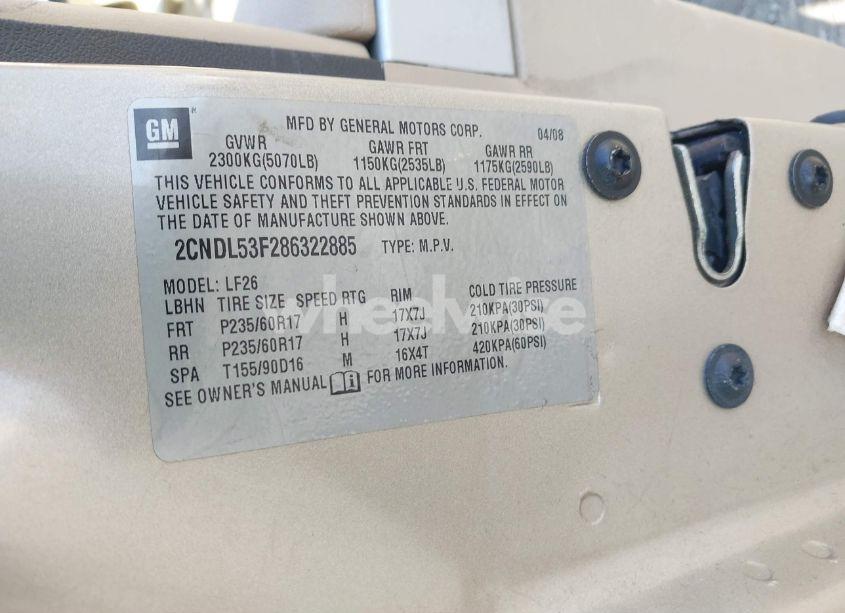 GM
MFD BY GENERAL MOTORS CORP. 04/08
GVWR GAWR FRT GAWR RR
2300KG(5070LB) 1150KG(2535LB) 1175KG(2590LB)
THIS VEHICLE CONFORMS TO ALL APPLICABLE U.S. FEDERAL MOTOR
VEHICLE SAFETY AND THEFT PREVENTION STANDARDS IN EFFECT ON
THE DATE OF MANUFACTURE SHOWN ABOVE.
2CNDL53F286322885 TYPE: M.P.V.
MODEL: LF26
LBHN TIRE SIZE SPEED RTG RIM COLD TIRE PRESSURE
FRT P235/60R17 H 17X7J 210KPA(30PSI)
RR P235/60R17 H 17X7J 210KPA(30PSI)
SPA T155/90D16 M 16X4T 420KPA(60PSI)
SEE OWNER'S MANUAL FOR MORE INFORMATION.
wheelwise